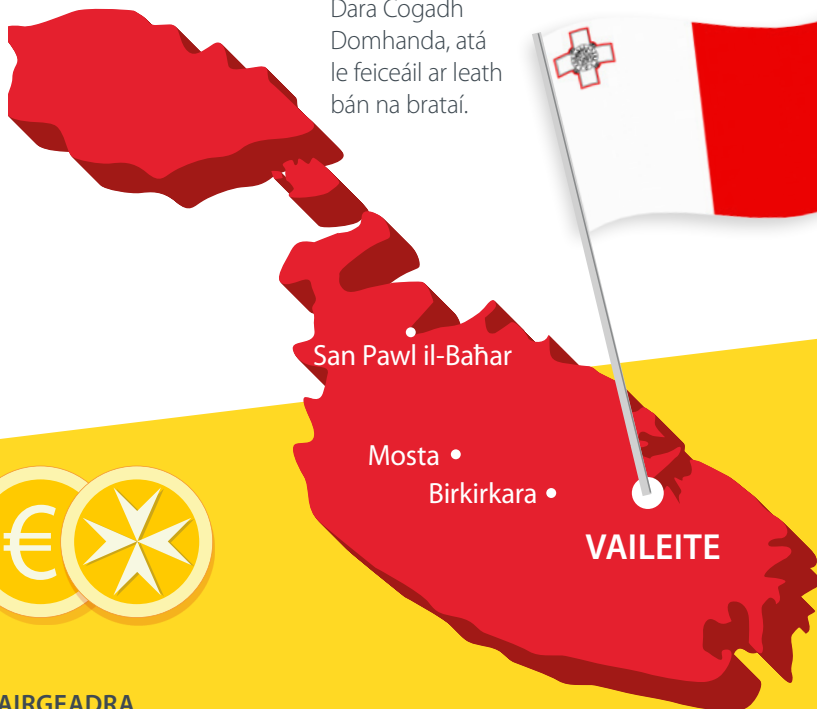 Dara Cogadh
Domhanda, atá
le feiceáil ar leath
bán na brataí.
San Pawl il-Baħar
Mosta
Birkirkara
VAILEITE
€
AIRGEADRA